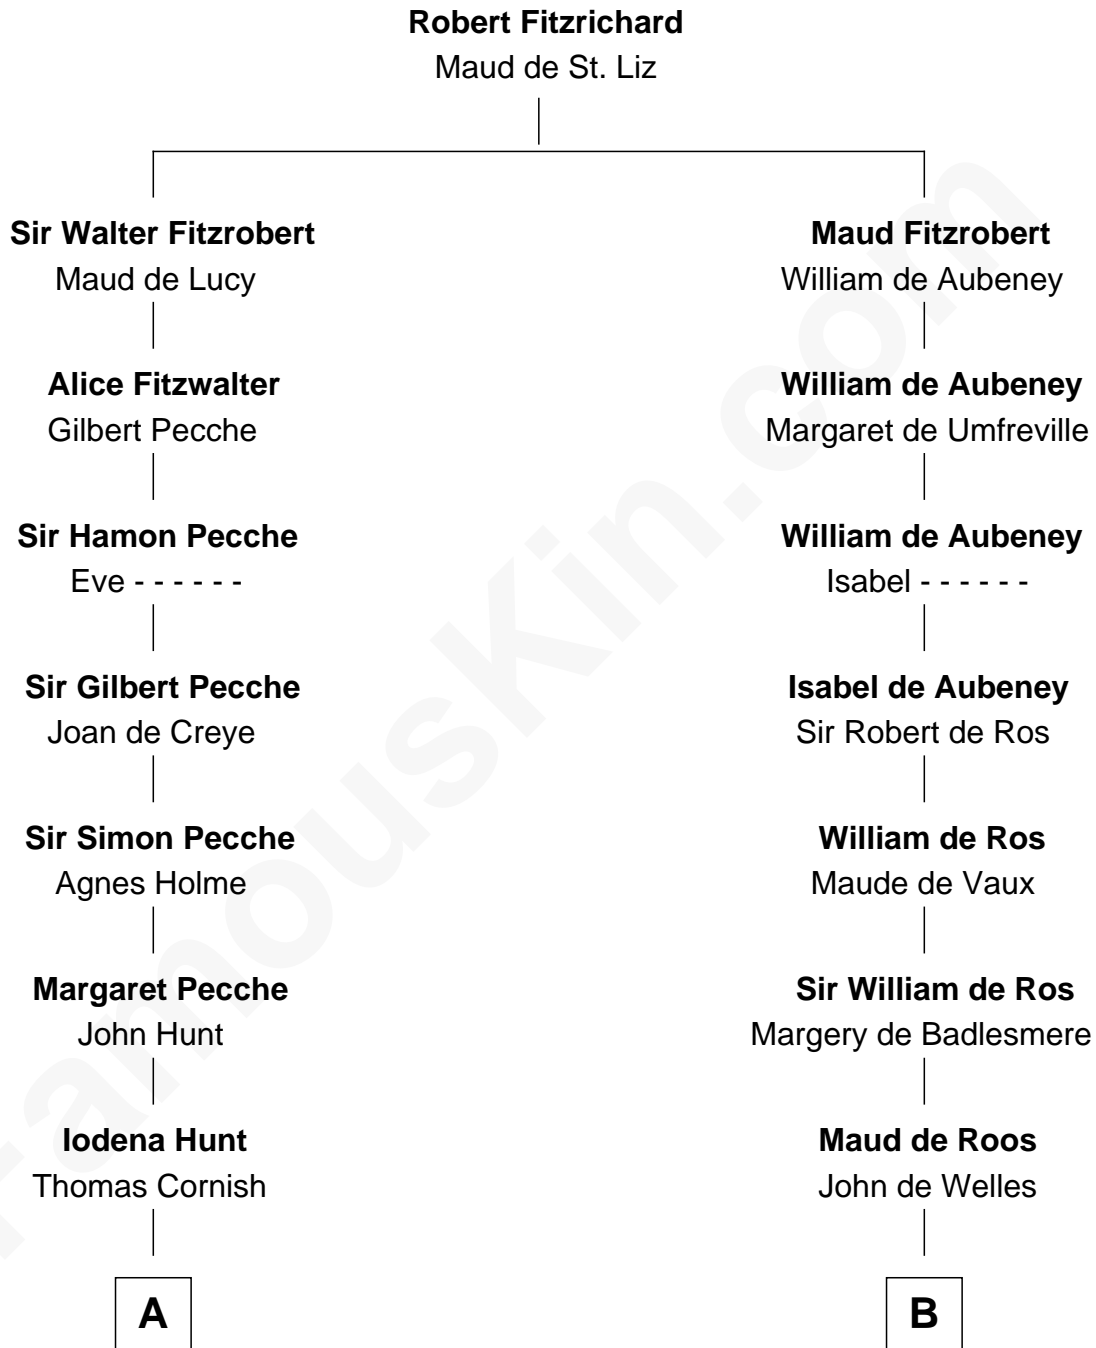 Robert Fitzrichard
Maud de St. Liz
Sir Walter Fitzrobert
Maud de Lucy
Maud Fitzrobert
William de Aubeney
Alice Fitzwalter
Gilbert Pecche
William de Aubeney
Margaret de Umfreville
Sir Hamon Pecche
Eve - - - - - -
William de Aubeney
Isabel - - - - - -
Sir Gilbert Pecche
Joan de Creye
Isabel de Aubeney
Sir Robert de Ros
Sir Simon Pecche
Agnes Holme
William de Ros
Maude de Vaux
Margaret Pecche
John Hunt
Sir William de Ros
Margery de Badlesmere
Iodena Hunt
Thomas Cornish
Maud de Roos
John de Welles
A
B
FamousKin.com